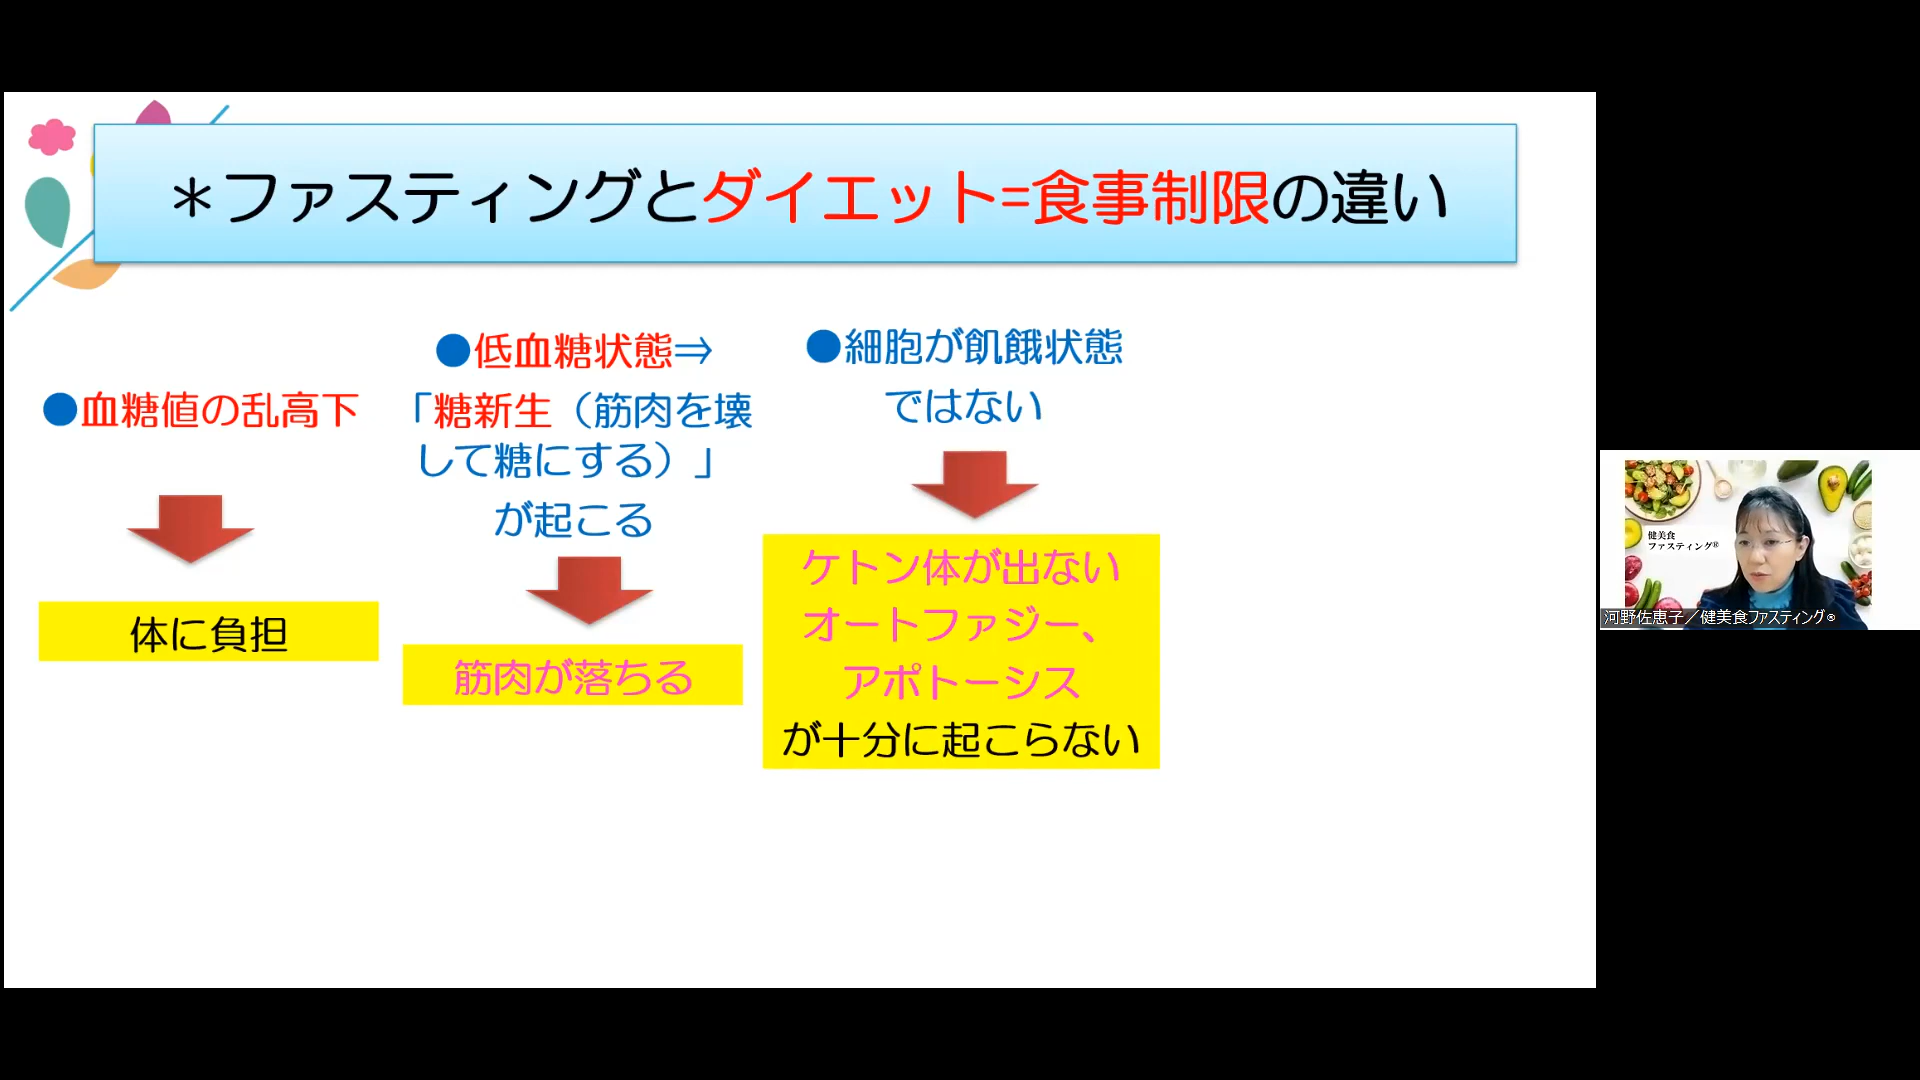 ＊ファスティングとダイエット=食事制限の違い
●血糖値の乱高下
体に負担
●低血糖状態⇒
「糖新生（筋肉を壊
して糖にする）」
が起こる
筋肉が落ちる
●細胞が飢餓状態
ではない
ケトン体が出ない
オートファジー、
アポトーシス
が十分に起こらない
健美食
ファスティング®
河野佐恵子／健美食ファスティング®